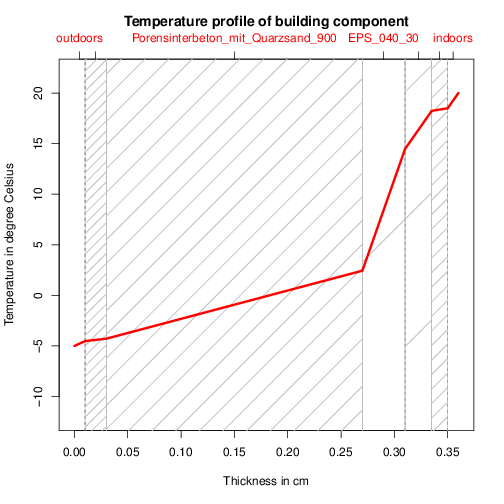 Temperature profile of building component
outdoors Porensinterbeton_mit_Quarzsand_900 EPS_040_30 indoors
20
15
10
5
0
−5
−10
Temperature in degree Celsius
0.00 0.05 0.10 0.15 0.20 0.25 0.30 0.35
Thickness in cm